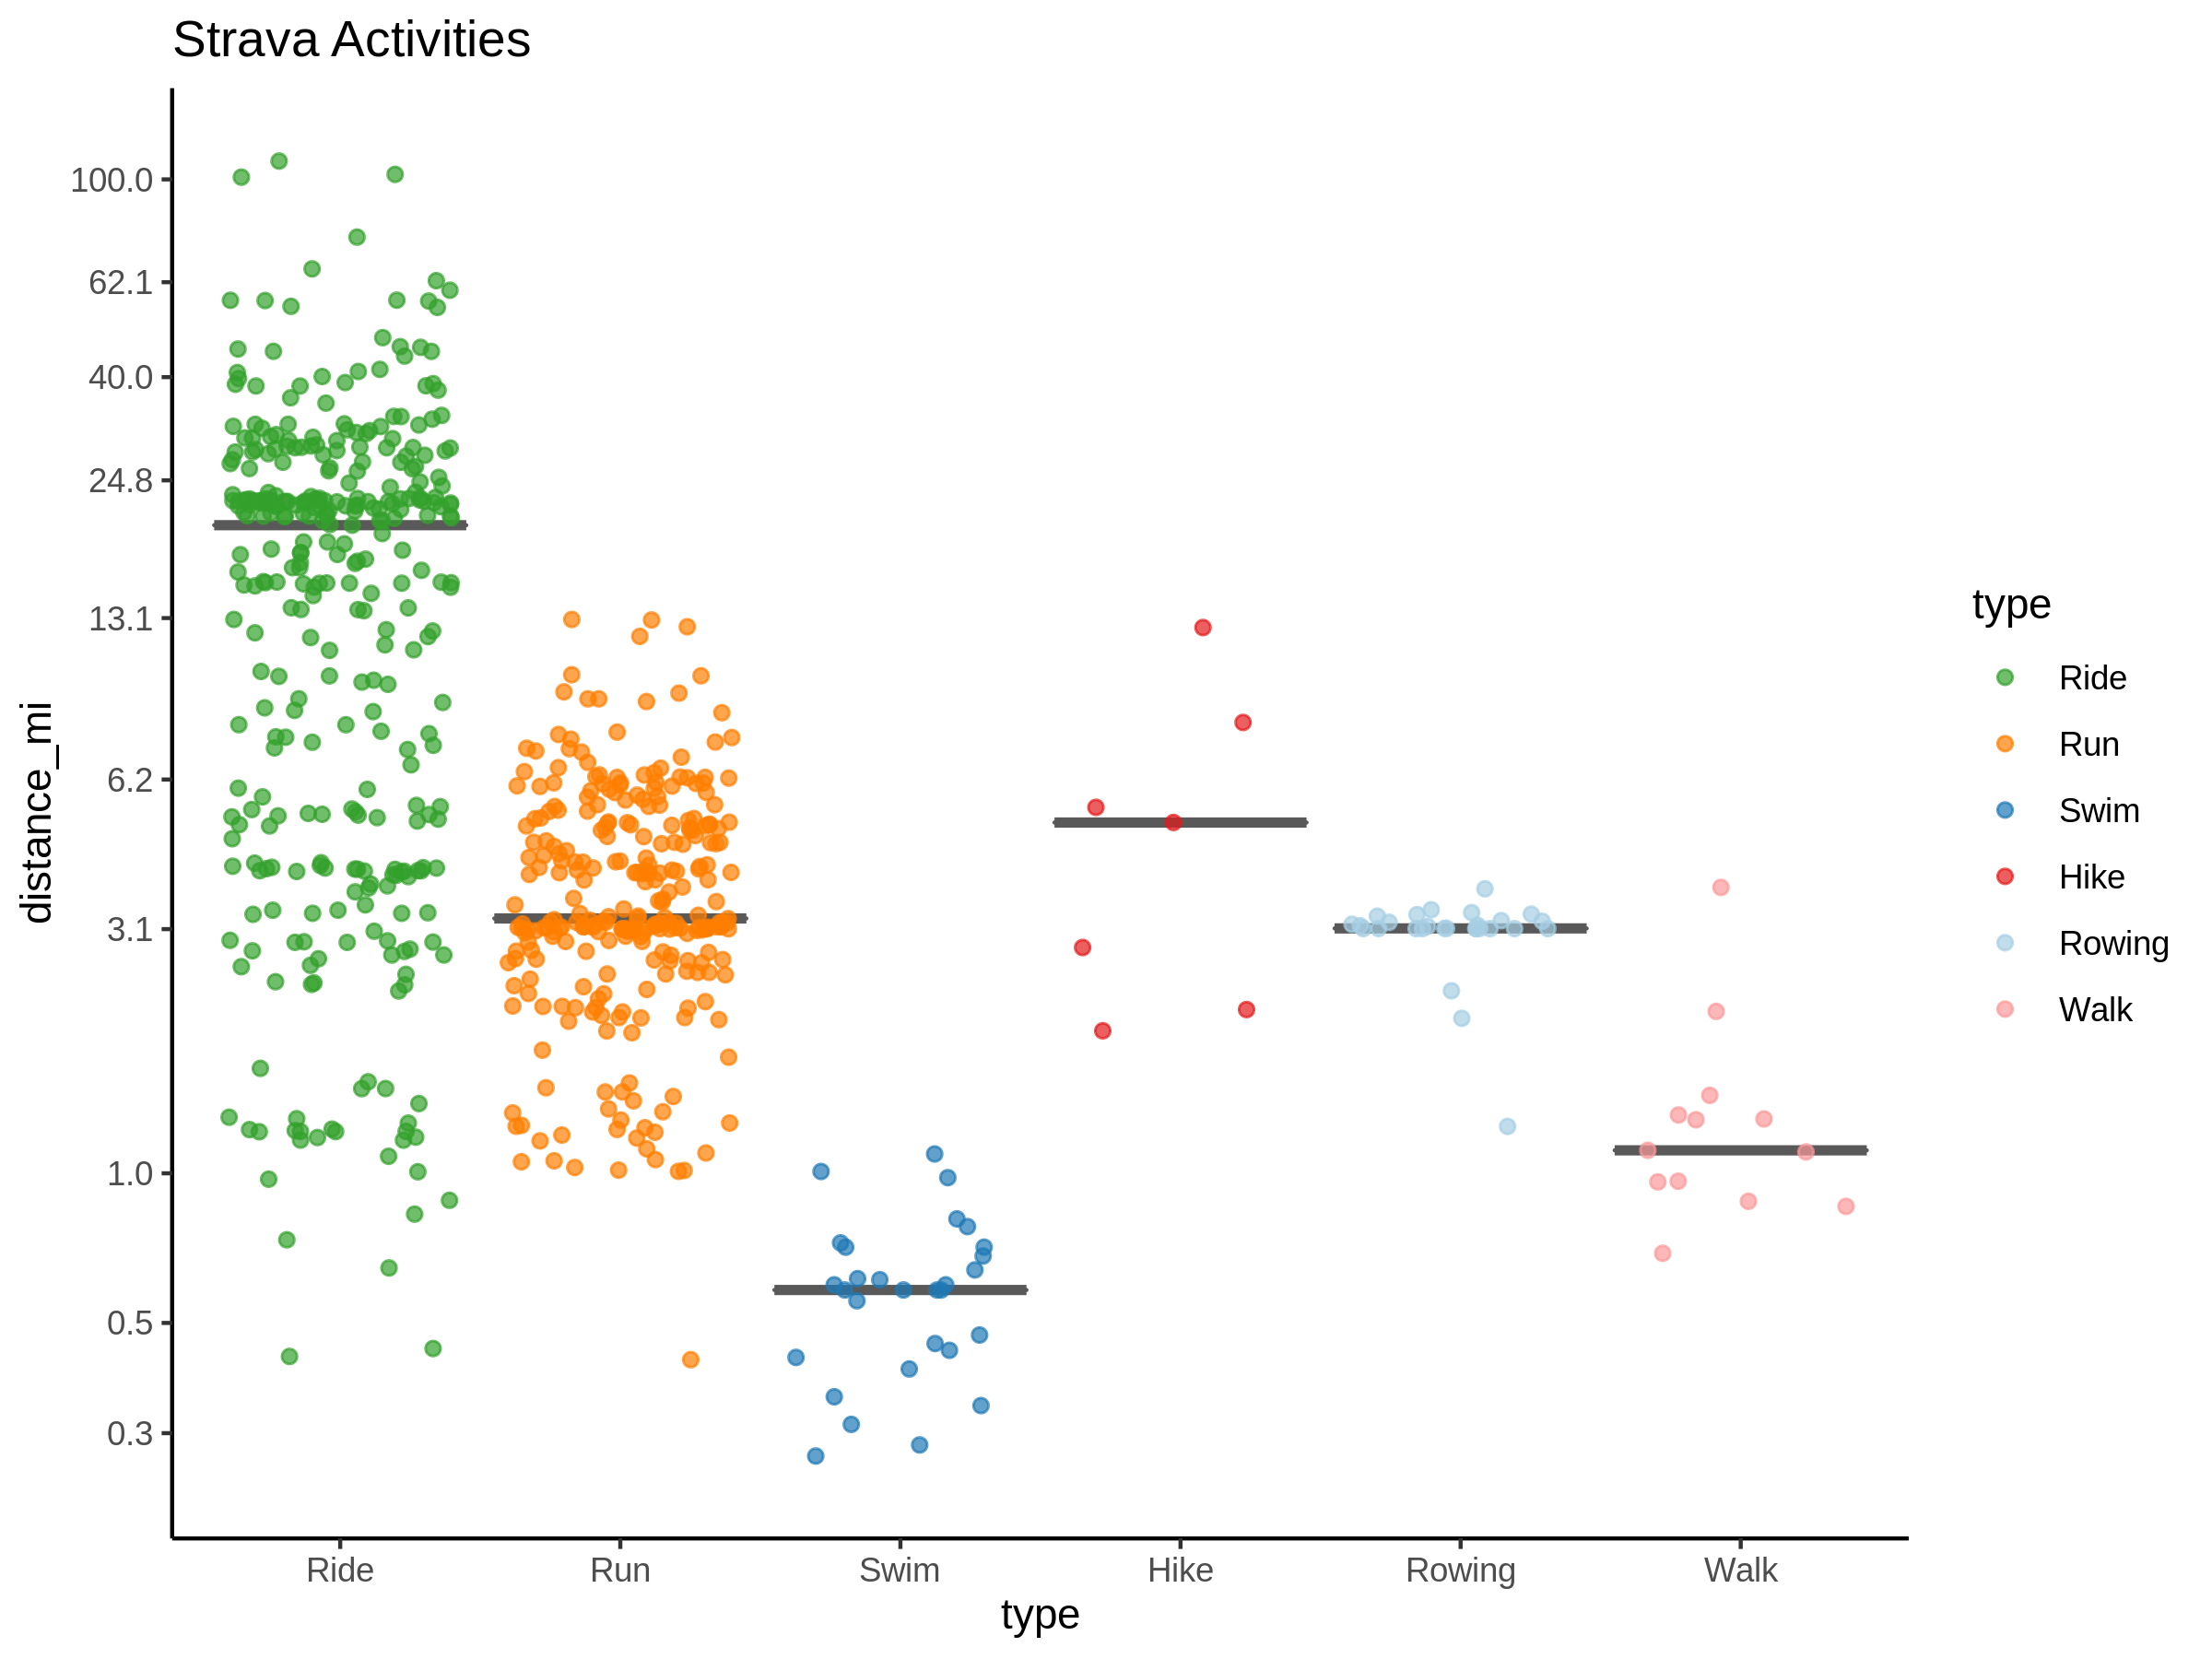 Strava Activities
distance_mi
100.0
62.1
40.0
24.8
13.1
6.2
3.1
1.0
0.5
0.3
Ride
Run
Swim
Hike
Rowing
Walk
type
type
Ride
Run
Swim
Hike
Rowing
Walk